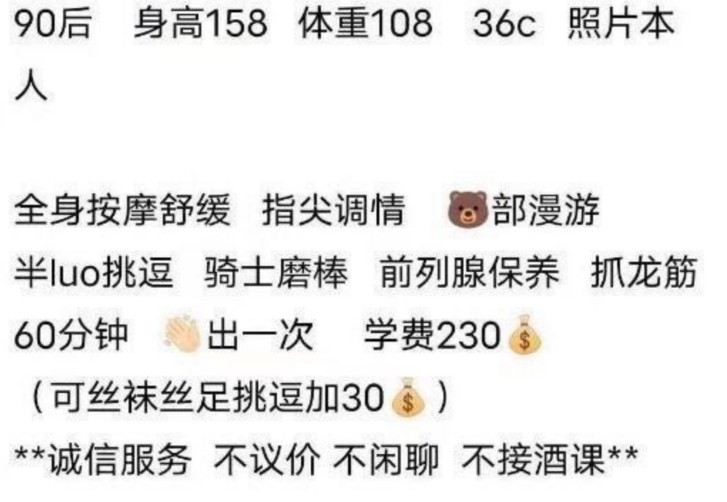 90后 身高158 体重108 36c 照片本
人
全身按摩舒缓 指尖调情 🐻部漫游
半luo挑逗 骑士磨棒 前列腺保养 抓龙筋
60分钟 👏🏻出一次 学费230💰
（可丝袜丝足挑逗加30💰）
**诚信服务 不议价 不闲聊 不接酒课**